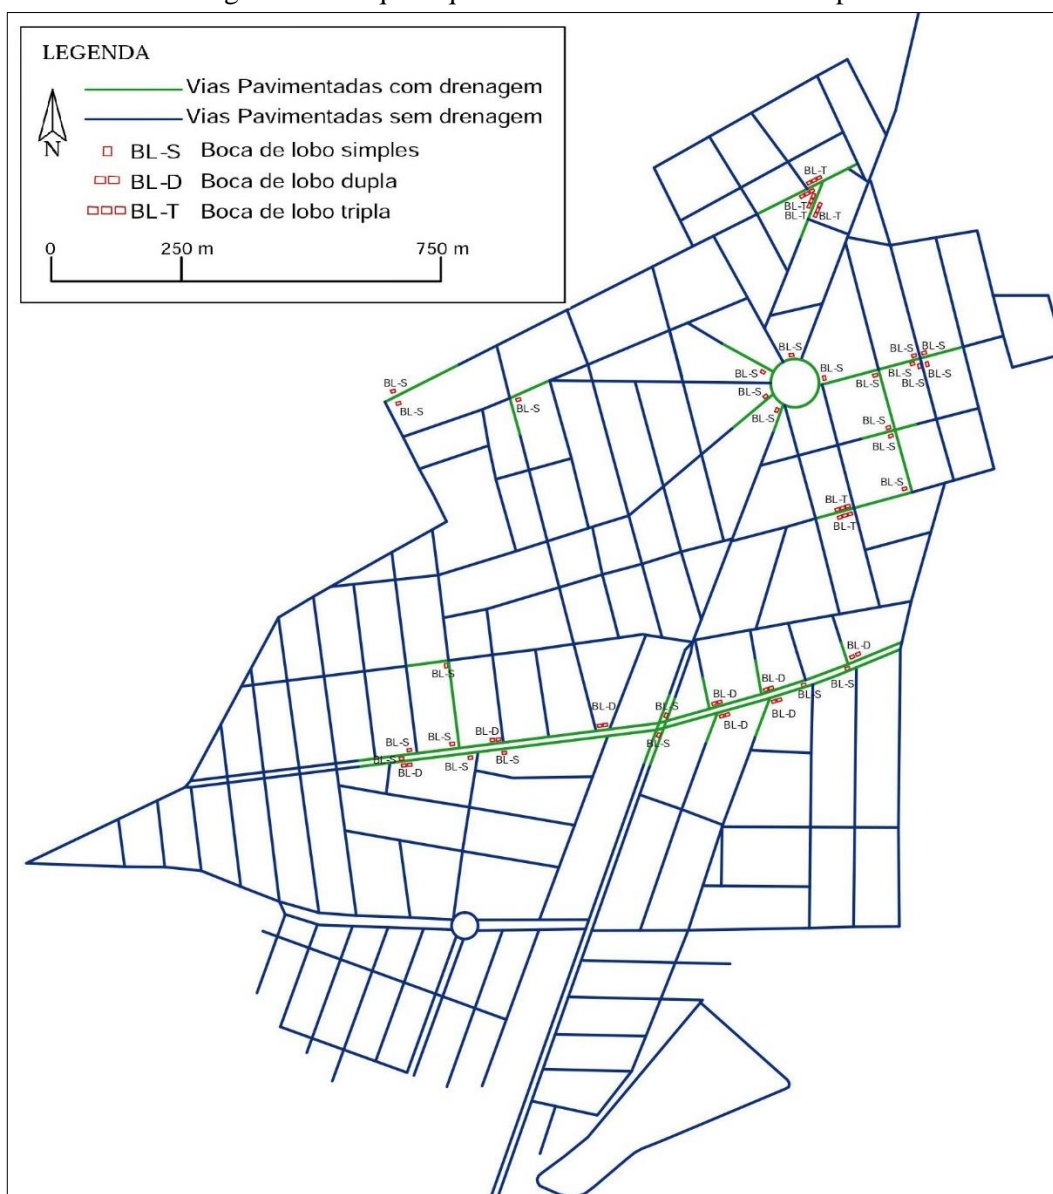 LEGENDA
Vias Pavimentadas com drenagem
Vias Pavimentadas sem drenagem
N
BL-S Boca de lobo simples
BL-D Boca de lobo dupla
BL-T Boca de lobo tripla
0 250 m 750 m
BL-T
BL-T
BL-T BL-T
BL-S
BL-S BL-S
BL-S
BL-S
BL-S
BL-S
BL-S
BL-S
BL-S
BL-S
BL-S
BL-S
BL-S
BL-S
BL-S
BL-S
BL-T
BL-T
BL-D
BL-S
BL-S
BL-D
BL-S
BL-D
BL-D
BL-S
BL-D
BL-D
BL-S
BL-S
BL-D
BL-S
BL-S
BL-S
BL-S
BL-D